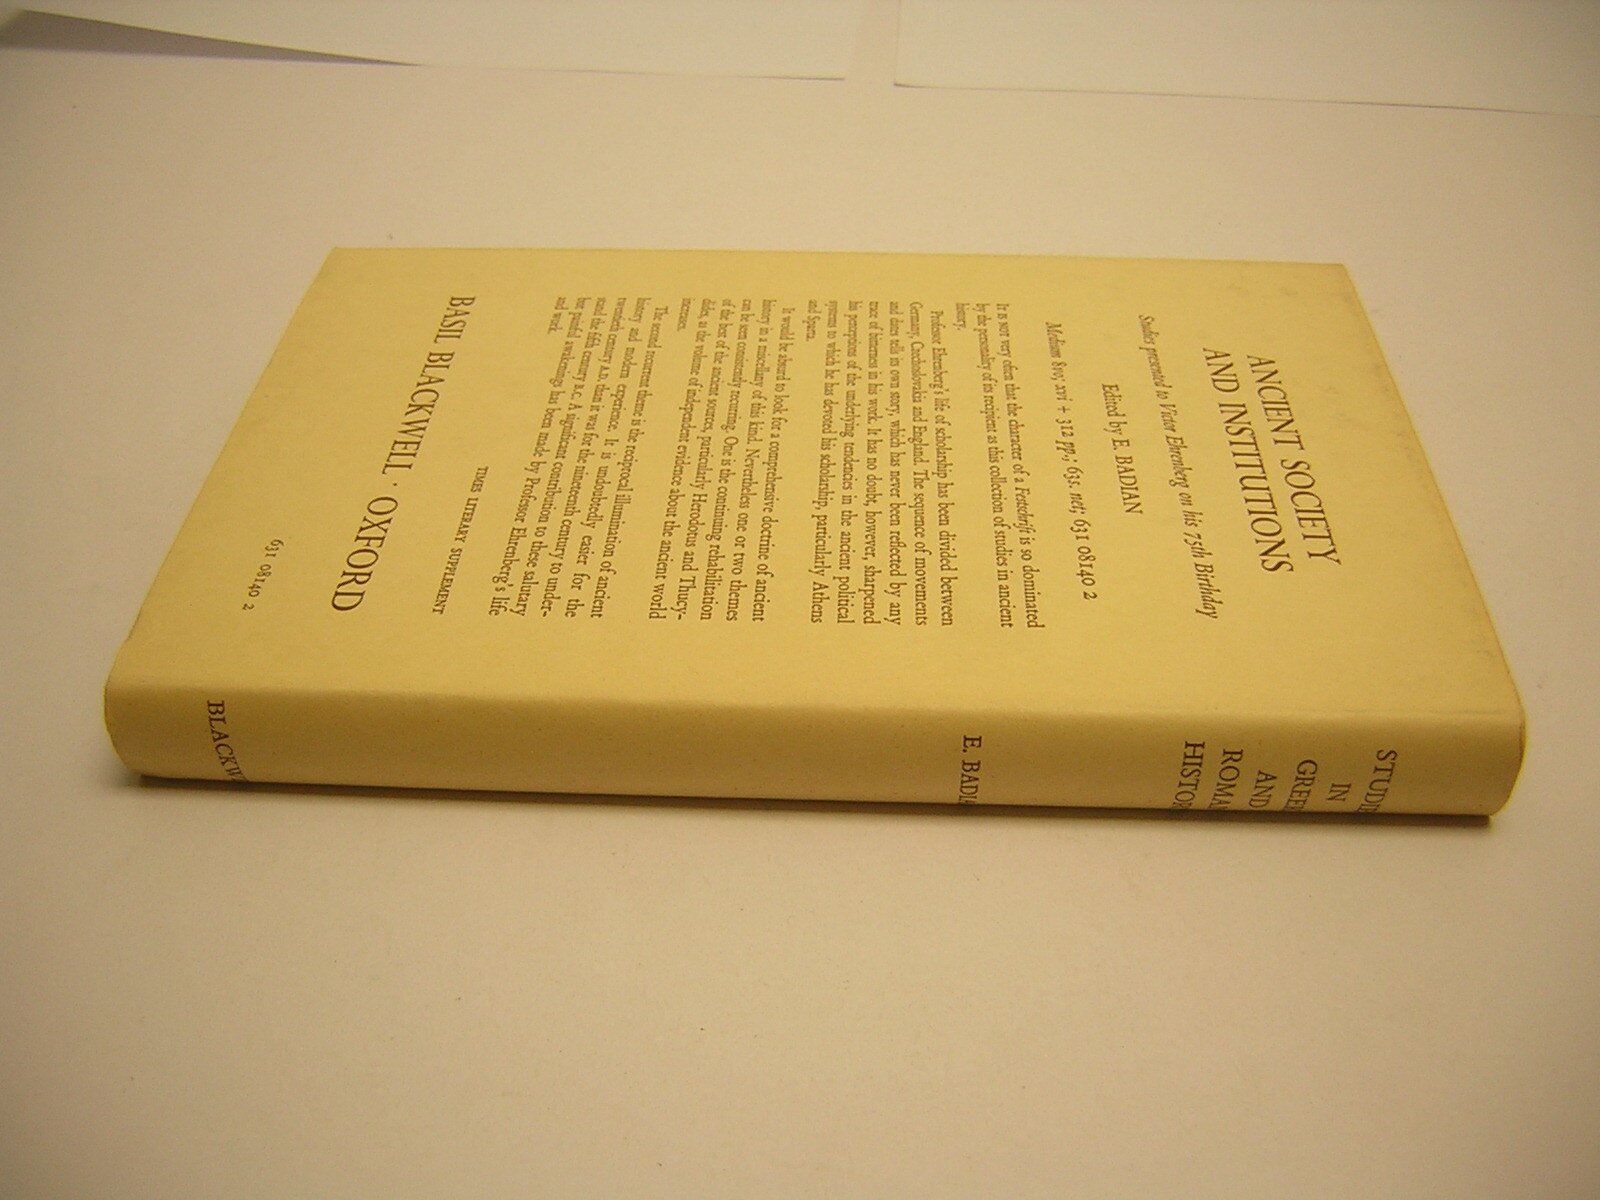 ANCIENT SOCIETY
AND INSTITUTIONS
Studies presented to Victor Ehrenberg on his 75th Birthday
Edited by E. BADIAN
Medium 8vo; xvi + 312 pp.; 63s. net; 631 08140 2
It is not very often that the character of a Festschrift is so dominated
by the personality of its recipient as this collection of studies in ancient
history.
Professor Ehrenberg's life of scholarship has been divided between
Germany, Czechoslovakia and England. The sequence of movements
and dates tells its own story, which has never been reflected by any
trace of bitterness in his work. It has no doubt, however, sharpened
his perceptions of the underlying tendencies in the ancient political
systems to which he has devoted his scholarship, particularly Athens
and Sparta.
It would be absurd to look for a comprehensive doctrine of ancient
history in a miscellany of this kind. Nevertheless one or two themes
can be seen consistently recurring. One is the continuing rehabilitation
of the best of the ancient sources, particularly Herodotus and Thucy-
dides, as the volume of independent evidence about the ancient world
increases.
The second recurrent theme is the reciprocal illumination of ancient
history and modern experience. It is undoubtedly easier for the
twentieth century A.D. than it was for the nineteenth century to under-
stand the fifth century B.C. A significant contribution to these salutary
but painful awakenings has been made by Professor Ehrenberg's life
and work.
TIMES LITERARY SUPPLEMENT
BASIL BLACKWELL · OXFORD
631 08140 2
STUDI
IN
GREE
AND
ROMA
HISTOR
E. BADIA
BLACKW